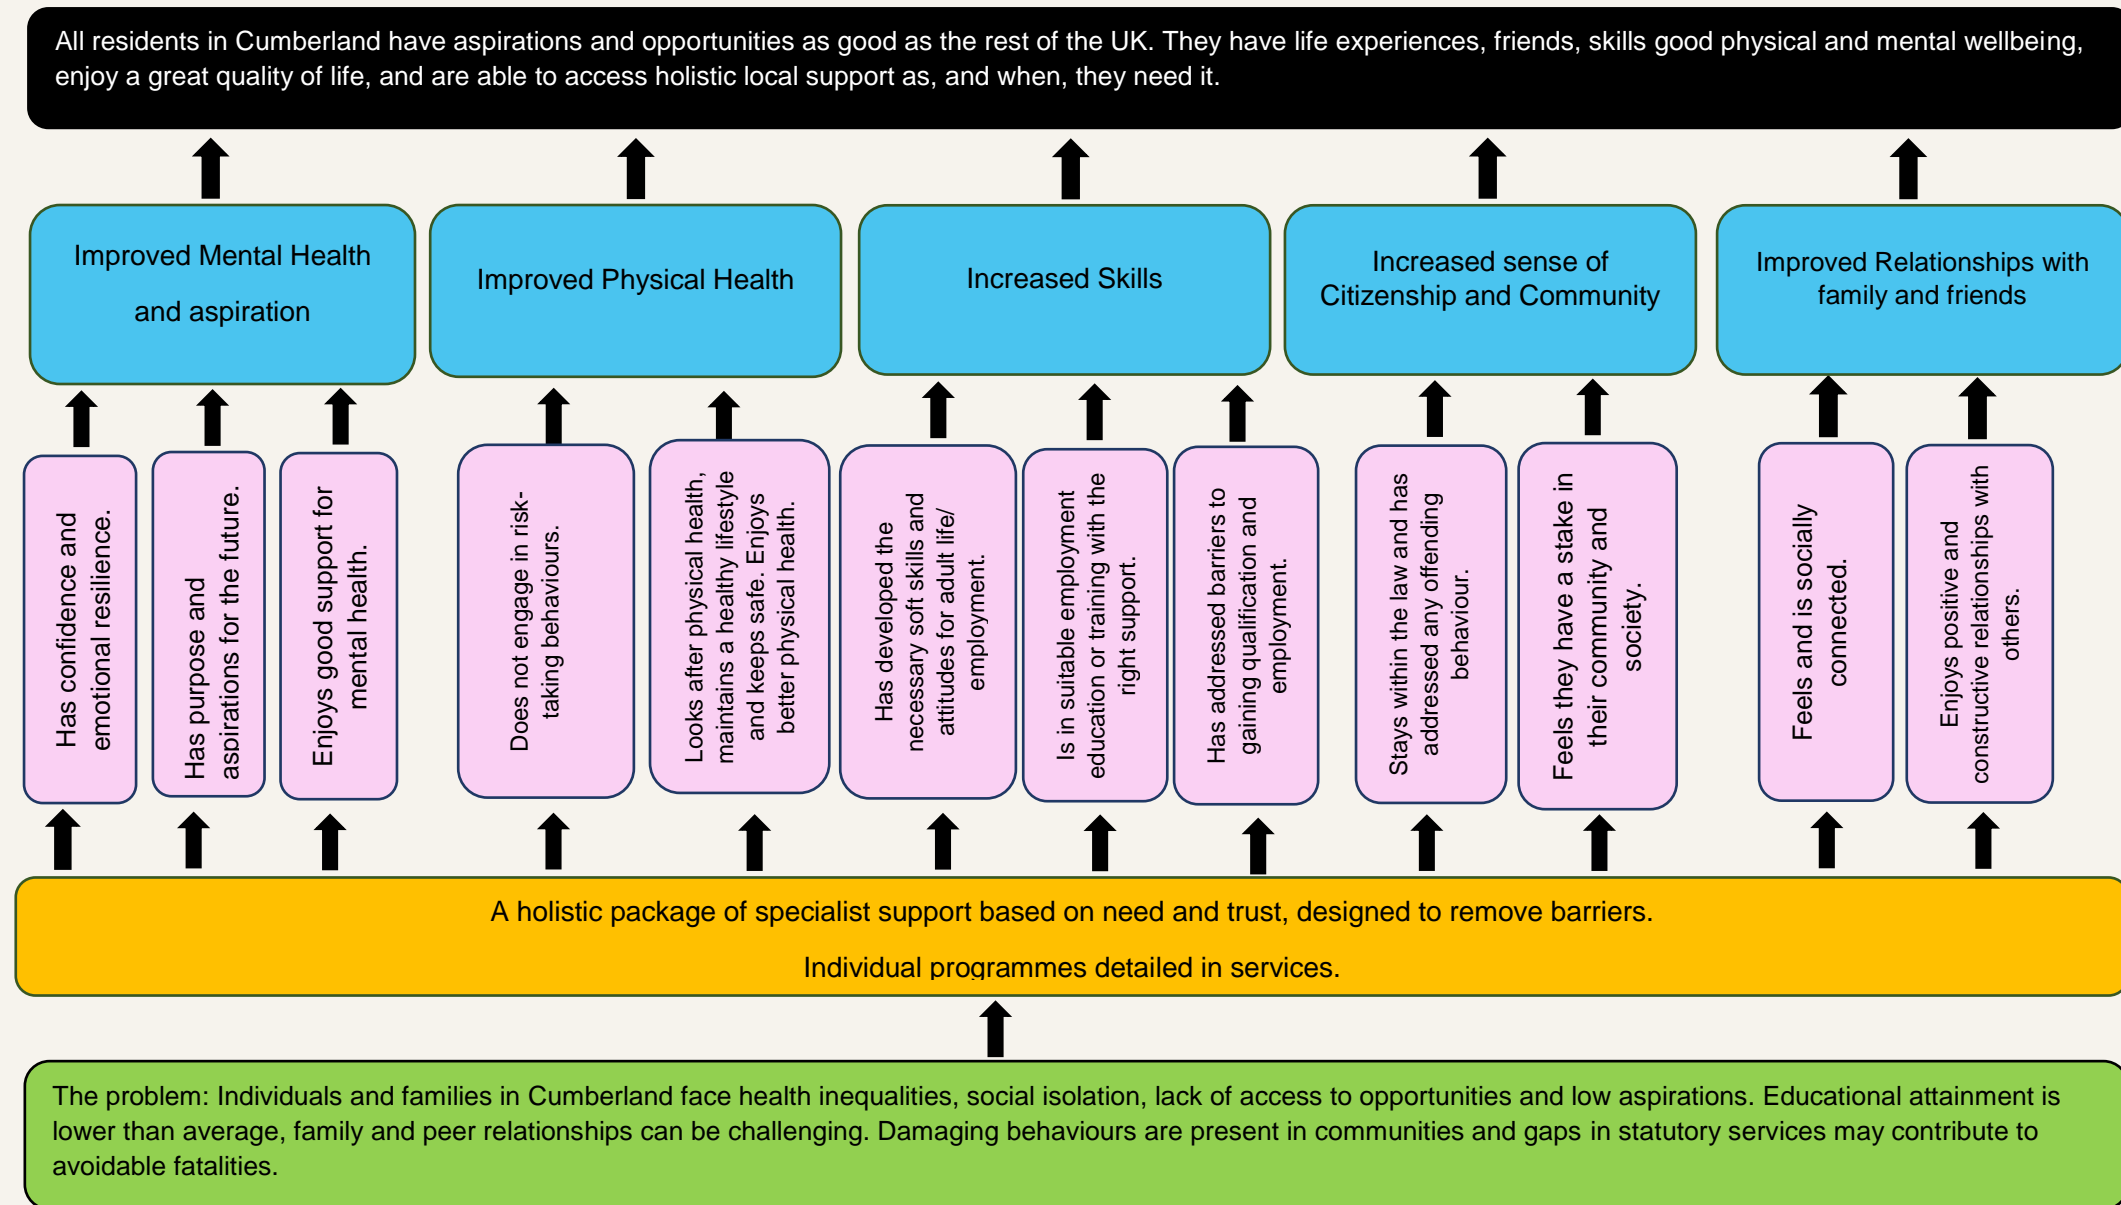 All residents in Cumberland have aspirations and opportunities as good as the rest of the UK. They have life experiences, friends, skills good physical and mental wellbeing,
enjoy a great quality of life, and are able to access holistic local support as, and when, they need it.
Improved Mental Health
and aspiration
Improved Physical Health
Increased Skills
Increased sense of
Citizenship and Community
Improved Relationships with
family and friends
Has confidence and
emotional resilience.
Has purpose and
aspirations for the future.
Enjoys good support for
mental health.
Does not engage in risk-
taking behaviours.
Looks after physical health,
maintains a healthy lifestyle
and keeps safe. Enjoys
better physical health.
Has developed the
necessary soft skills and
attitudes for adult life/
employment.
Is in suitable employment
education or training with the
right support.
Has addressed barriers to
gaining qualification and
employment.
Stays within the law and has
addressed any offending
behaviour.
Feels they have a stake in
their community and
society.
Feels and is socially
connected.
Enjoys positive and
constructive relationships with
others.
A holistic package of specialist support based on need and trust, designed to remove barriers.
Individual programmes detailed in services.
The problem: Individuals and families in Cumberland face health inequalities, social isolation, lack of access to opportunities and low aspirations. Educational attainment is
lower than average, family and peer relationships can be challenging. Damaging behaviours are present in communities and gaps in statutory services may contribute to
avoidable fatalities.